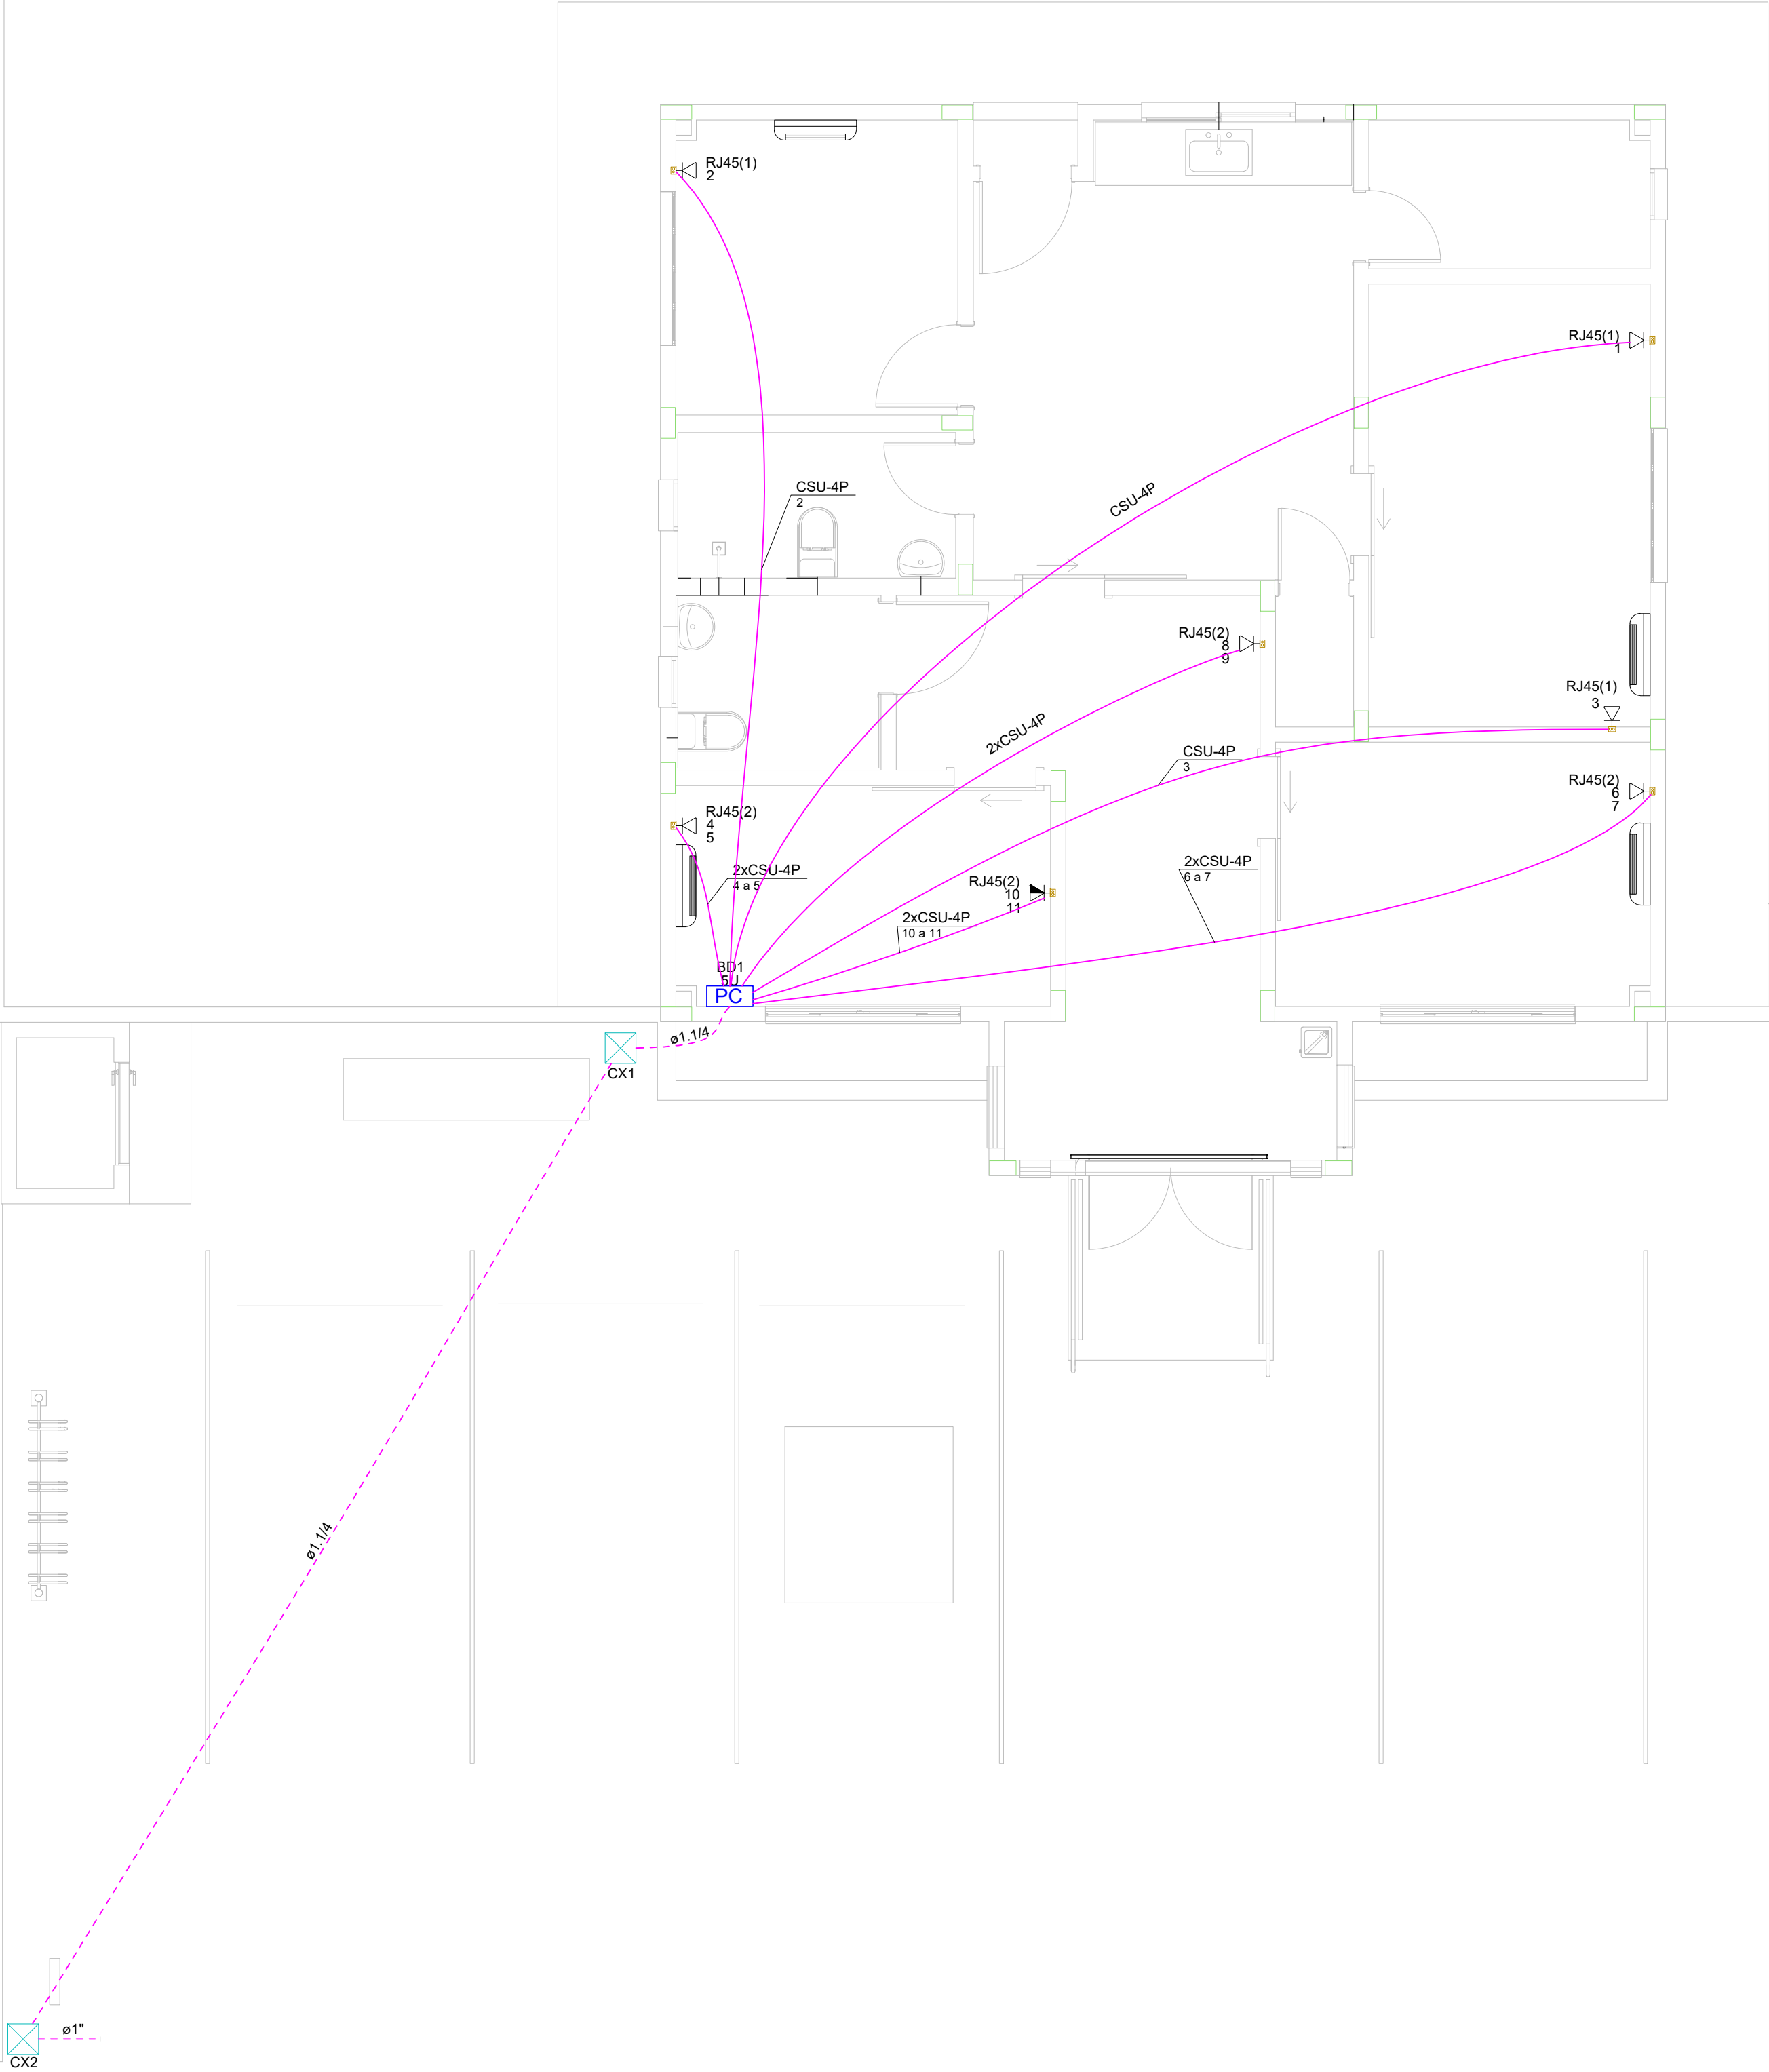 RJ45(1)
2
RJ45(1)
1
CSU-4P
2
CSU-4P
RJ45(2)
8
9
RJ45(1)
3
2xCSU-4P
CSU-4P
3
RJ45(2)
6
7
RJ45(2)
4
5
2xCSU-4P
4 a 5
2xCSU-4P
6 a 7
RJ45(2)
10
11
2xCSU-4P
10 a 11
BD1
5U
PC
ø1.1/4
CX1
ø1.1/4
ø1"
CX2